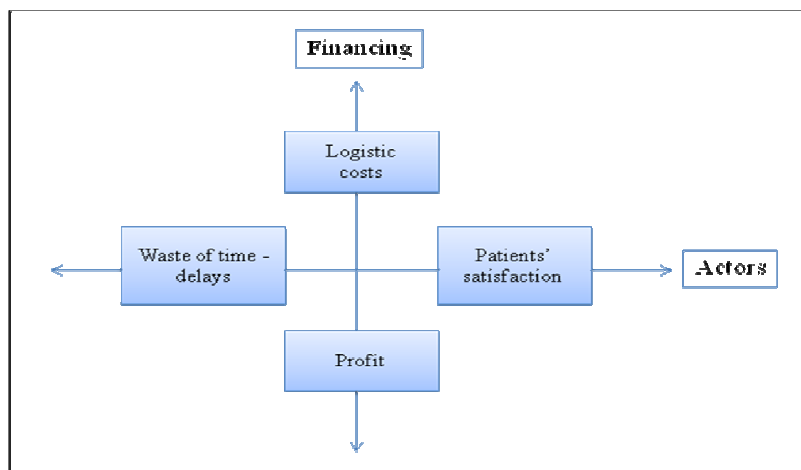 Financing
Logistic
costs
Waste of time -
delays
Patients'
satisfaction
Actors
Profit